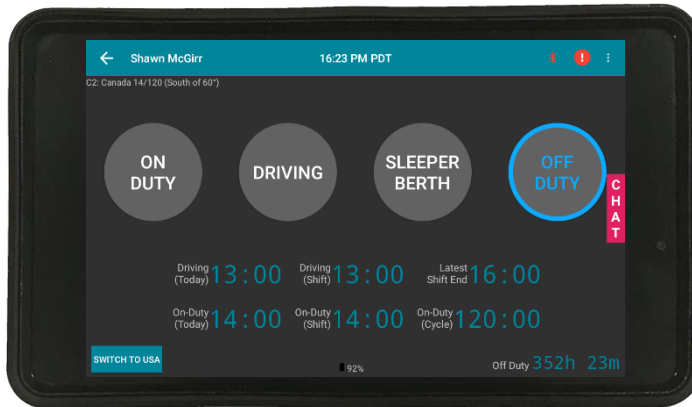 Shawn McGirr 16:23 PM PDT
C2: Canada 14/120 (South of 60°)
ON DUTY
DRIVING
SLEEPER BERTH
OFF DUTY
CHAT
Driving (Today) 13:00
Driving (Shift) 13:00
Latest Shift End 16:00
On-Duty (Today) 14:00
On-Duty (Shift) 14:00
On-Duty (Cycle) 120:00
SWITCH TO USA
92%
Off Duty 352h 23m